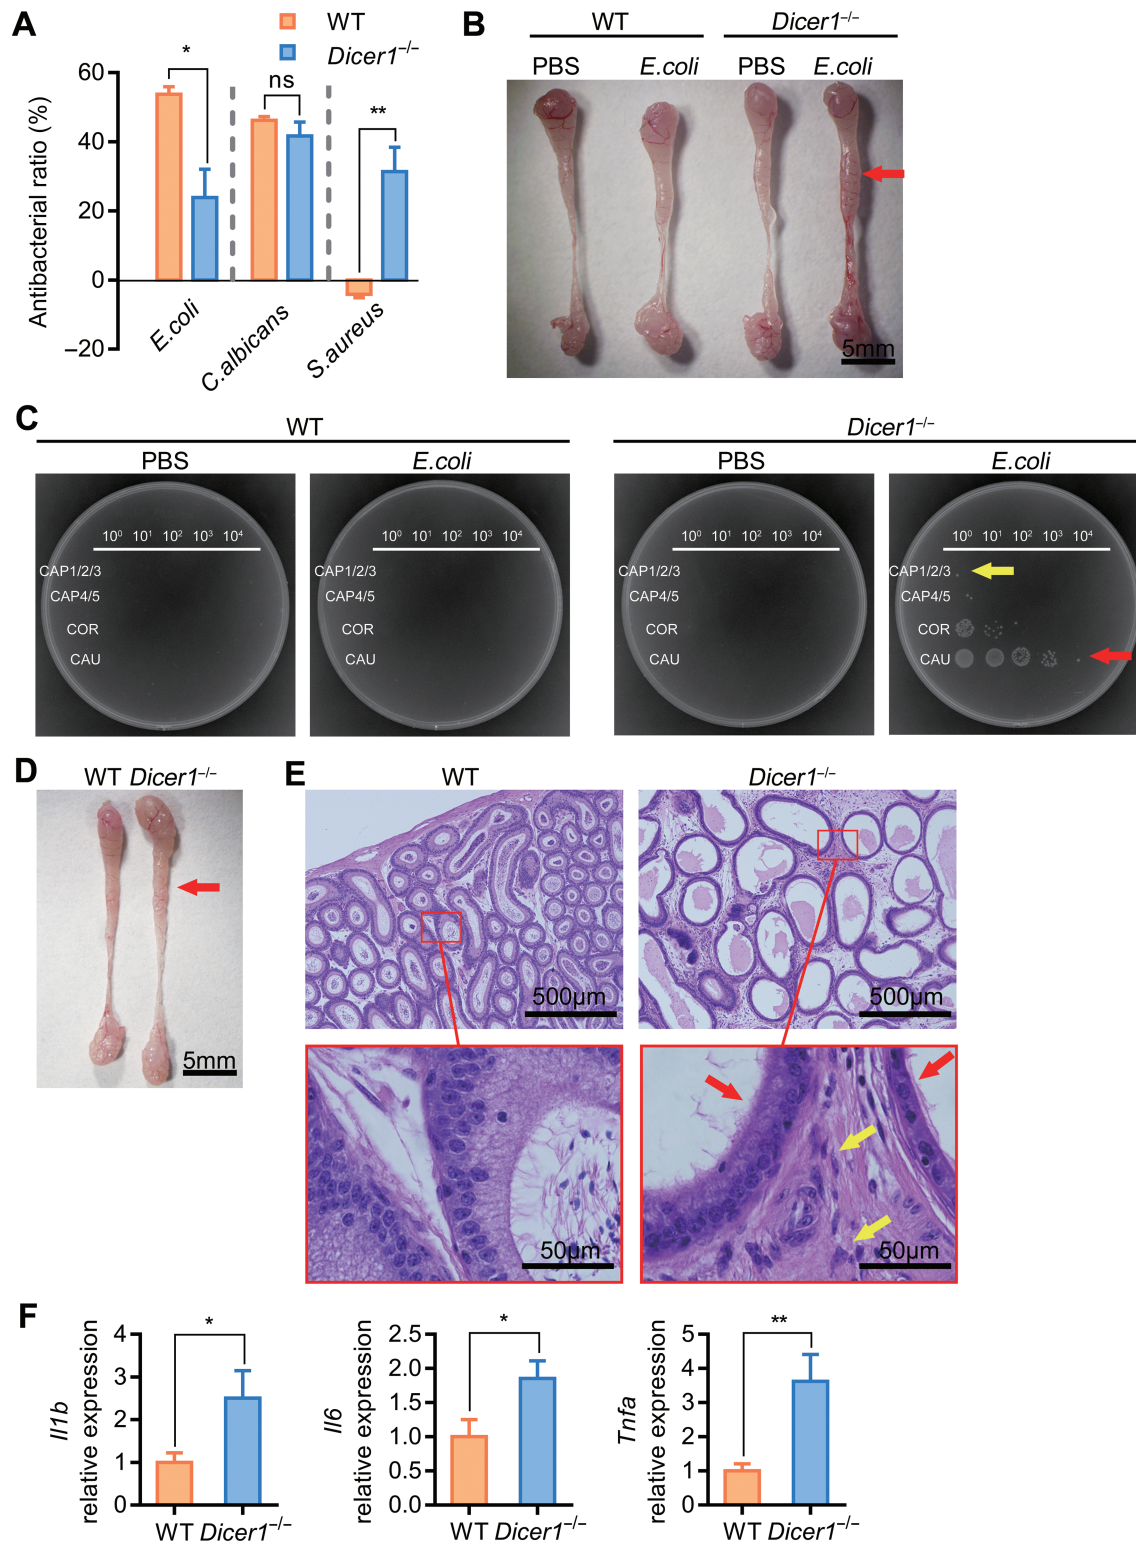 A
WT
Dicer1−/−
*
ns
**
60
40
20
0
−20
Antibacterial ratio (%)
E.coli
C.albicans
S.aureus
B
WT Dicer1−/−
PBS E.coli PBS E.coli
5mm
C
WT Dicer1−/−
PBS E.coli PBS E.coli
10⁰ 10¹ 10² 10³ 10⁴
CAP1/2/3
CAP4/5
COR
CAU
10⁰ 10¹ 10² 10³ 10⁴
CAP1/2/3
CAP4/5
COR
CAU
10⁰ 10¹ 10² 10³ 10⁴
CAP1/2/3
CAP4/5
COR
CAU
10⁰ 10¹ 10² 10³ 10⁴
CAP1/2/3
CAP4/5
COR
CAU
D
WT Dicer1−/−
5mm
E
WT Dicer1−/−
500μm 500μm
50μm 50μm
F
Il1b
relative expression
4
3
2
1
0
*
WT Dicer1−/−
Il6
relative expression
2.5
2.0
1.5
1.0
0.5
0.0
*
WT Dicer1−/−
Tnfa
relative expression
5
4
3
2
1
0
**
WT Dicer1−/−